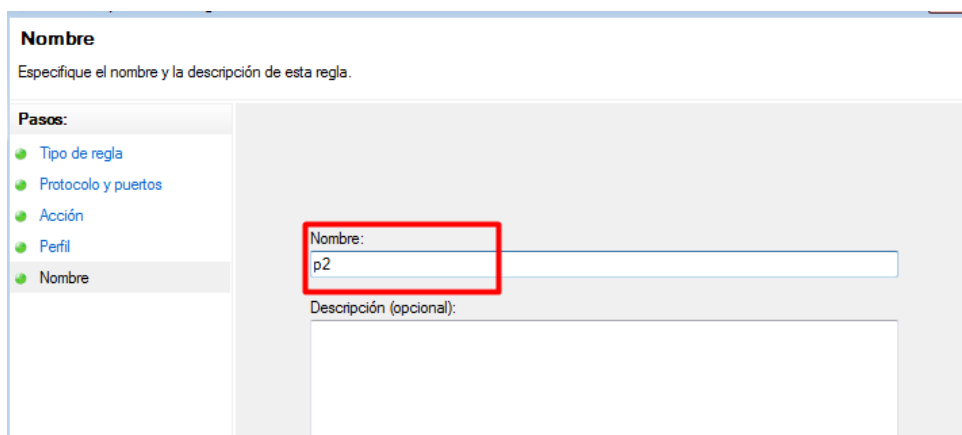 Nombre
Especifique el nombre y la descripción de esta regla.
Pasos:
Tipo de regla
Protocolo y puertos
Acción
Perfil
Nombre
Nombre:
p2
Descripción (opcional):